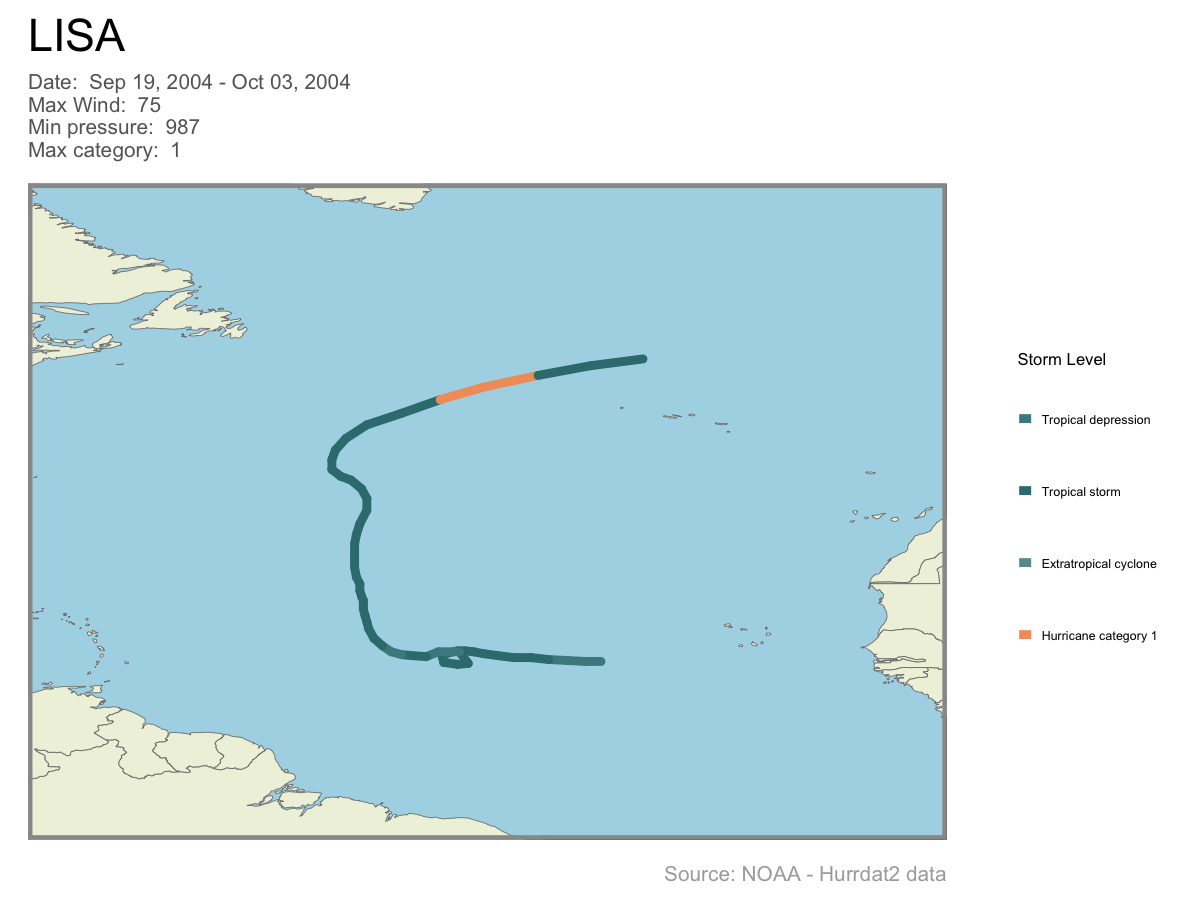 LISA
Date:  Sep 19, 2004 - Oct 03, 2004
Max Wind:  75
Min pressure:  987
Max category:  1
Storm Level
Tropical depression
Tropical storm
Extratropical cyclone
Hurricane category 1
Source: NOAA - Hurrdat2 data